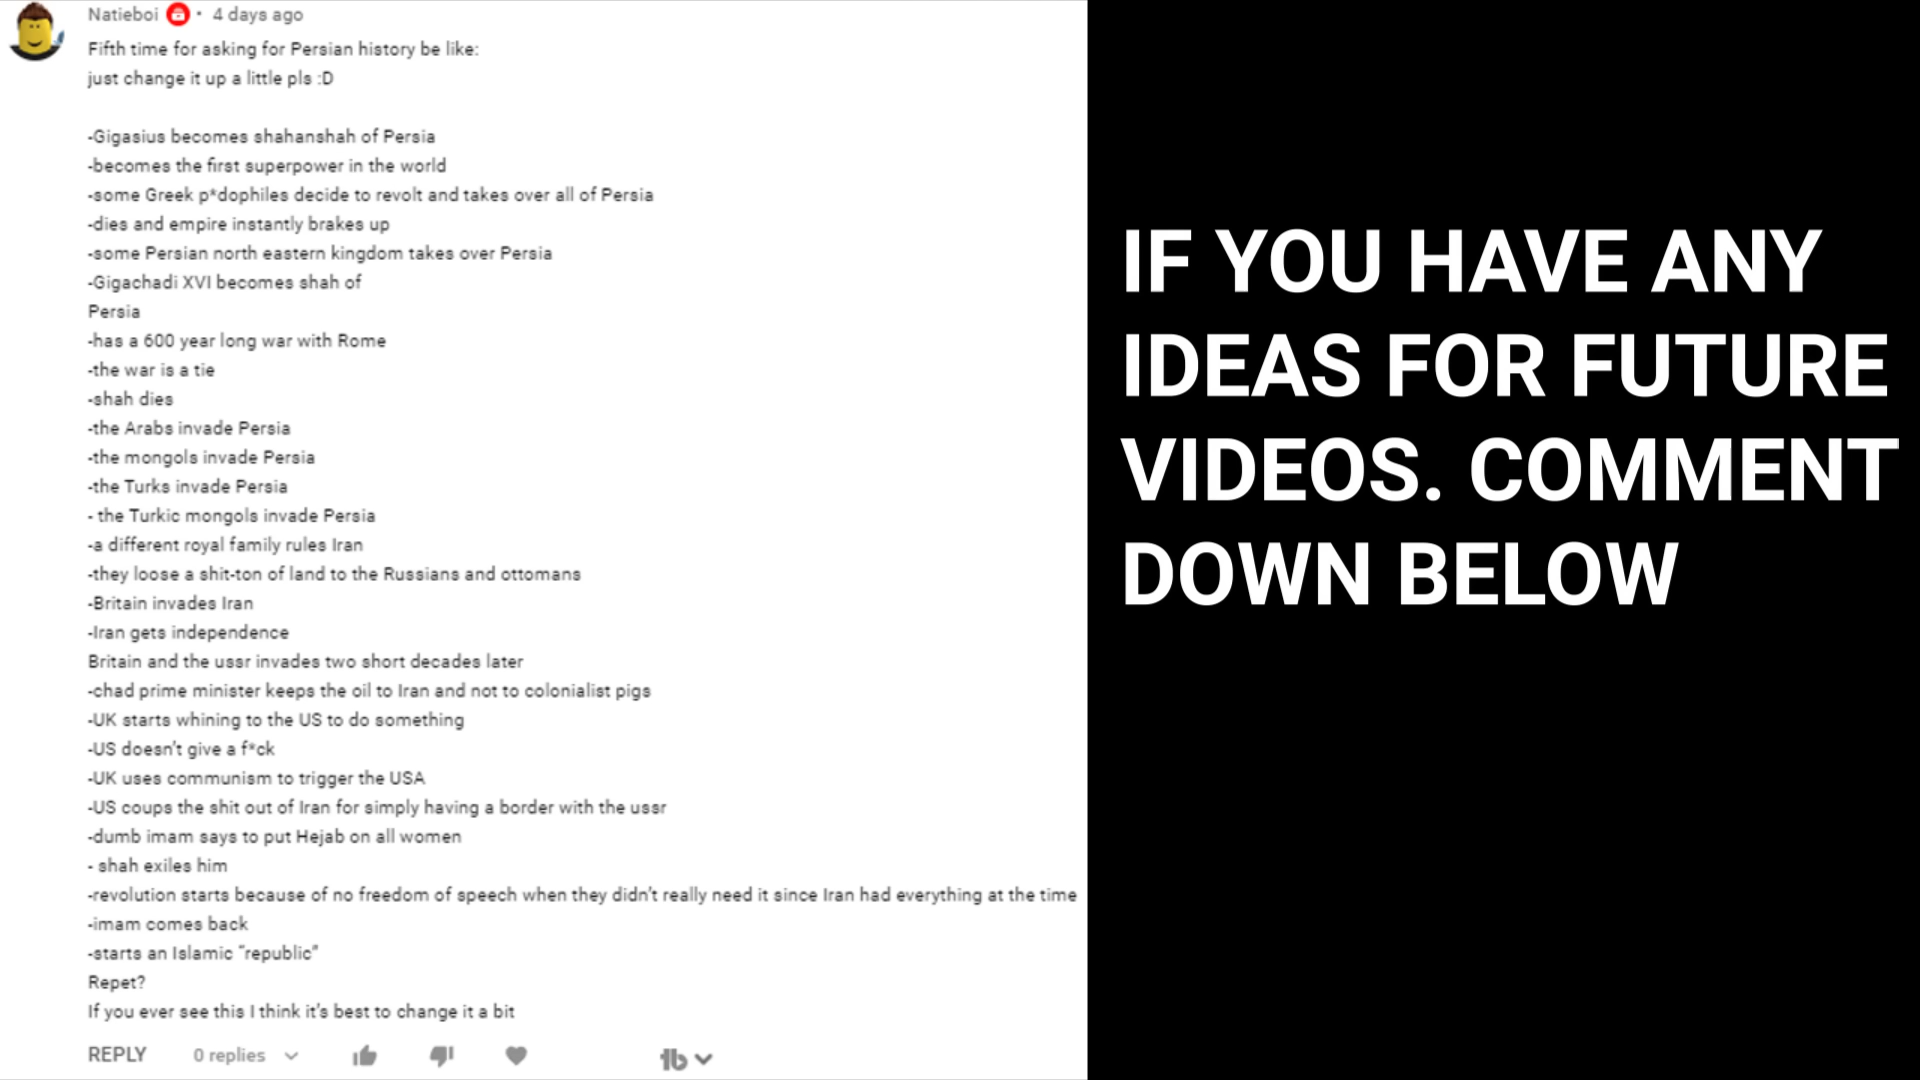 Natieboi • 4 days ago
Fifth time for asking for Persian history be like:
just change it up a little pls :D
-Gigasius becomes shahanshah of Persia
-becomes the first superpower in the world
-some Greek p*dophiles decide to revolt and takes over all of Persia
-dies and empire instantly brakes up
-some Persian north eastern kingdom takes over Persia
-Gigachadi XVI becomes shah of
Persia
-has a 600 year long war with Rome
-the war is a tie
-shah dies
-the Arabs invade Persia
-the mongols invade Persia
-the Turks invade Persia
- the Turkic mongols invade Persia
-a different royal family rules Iran
-they loose a shit-ton of land to the Russians and ottomans
-Britain invades Iran
-Iran gets independence
Britain and the ussr invades two short decades later
-chad prime minister keeps the oil to Iran and not to colonialist pigs
-UK starts whining to the US to do something
-US doesn't give a f*ck
-UK uses communism to trigger the USA
-US coups the shit out of Iran for simply having a border with the ussr
-dumb imam says to put Hejab on all women
- shah exiles him
-revolution starts because of no freedom of speech when they didn't really need it since Iran had everything at the time
-imam comes back
-starts an Islamic "republic"
Repet?
If you ever see this I think it's best to change it a bit
REPLY 0 replies tb
IF YOU HAVE ANY
IDEAS FOR FUTURE
VIDEOS. COMMENT
DOWN BELOW